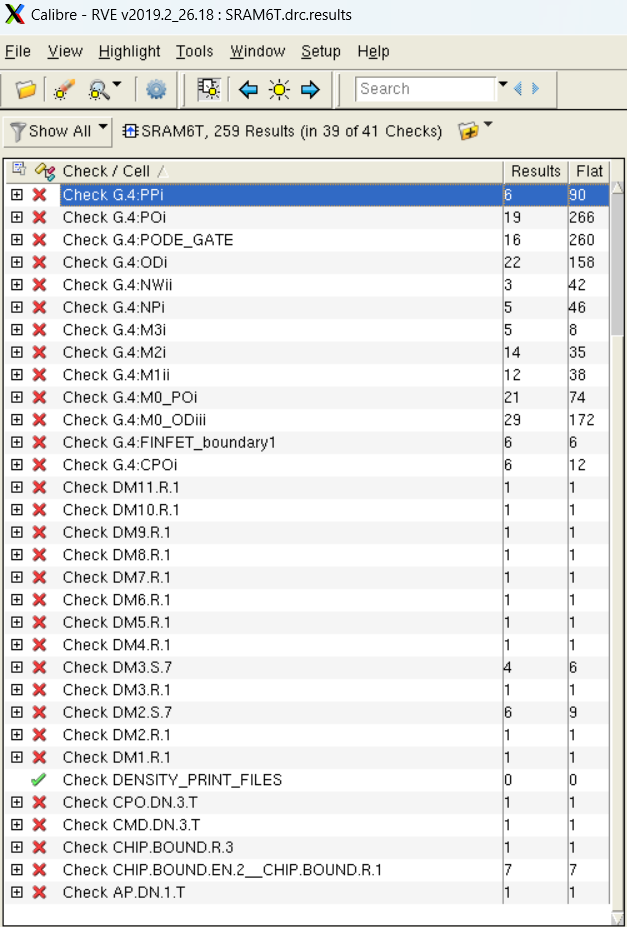 Calibre - RVE v2019.2_26.18 : SRAM6T.drc.results
File View Highlight Tools Window Setup Help
Search
Show All SRAM6T, 259 Results (in 39 of 41 Checks)
Check / Cell Results Flat
Check G.4:PPi 6 90
Check G.4:POi 19 266
Check G.4:PODE_GATE 16 260
Check G.4:ODi 22 158
Check G.4:NWii 3 42
Check G.4:NPi 5 46
Check G.4:M3i 5 8
Check G.4:M2i 14 35
Check G.4:M1ii 12 38
Check G.4:M0_POi 21 74
Check G.4:M0_ODiii 29 172
Check G.4:FINFET_boundary1 6 6
Check G.4:CPOi 6 12
Check DM11.R.1 1 1
Check DM10.R.1 1 1
Check DM9.R.1 1 1
Check DM8.R.1 1 1
Check DM7.R.1 1 1
Check DM6.R.1 1 1
Check DM5.R.1 1 1
Check DM4.R.1 1 1
Check DM3.S.7 4 6
Check DM3.R.1 1 1
Check DM2.S.7 6 9
Check DM2.R.1 1 1
Check DM1.R.1 1 1
Check DENSITY_PRINT_FILES 0 0
Check CPO.DN.3.T 1 1
Check CMD.DN.3.T 1 1
Check CHIP.BOUND.R.3 1 1
Check CHIP.BOUND.EN.2__CHIP.BOUND.R.1 7 7
Check AP.DN.1.T 1 1